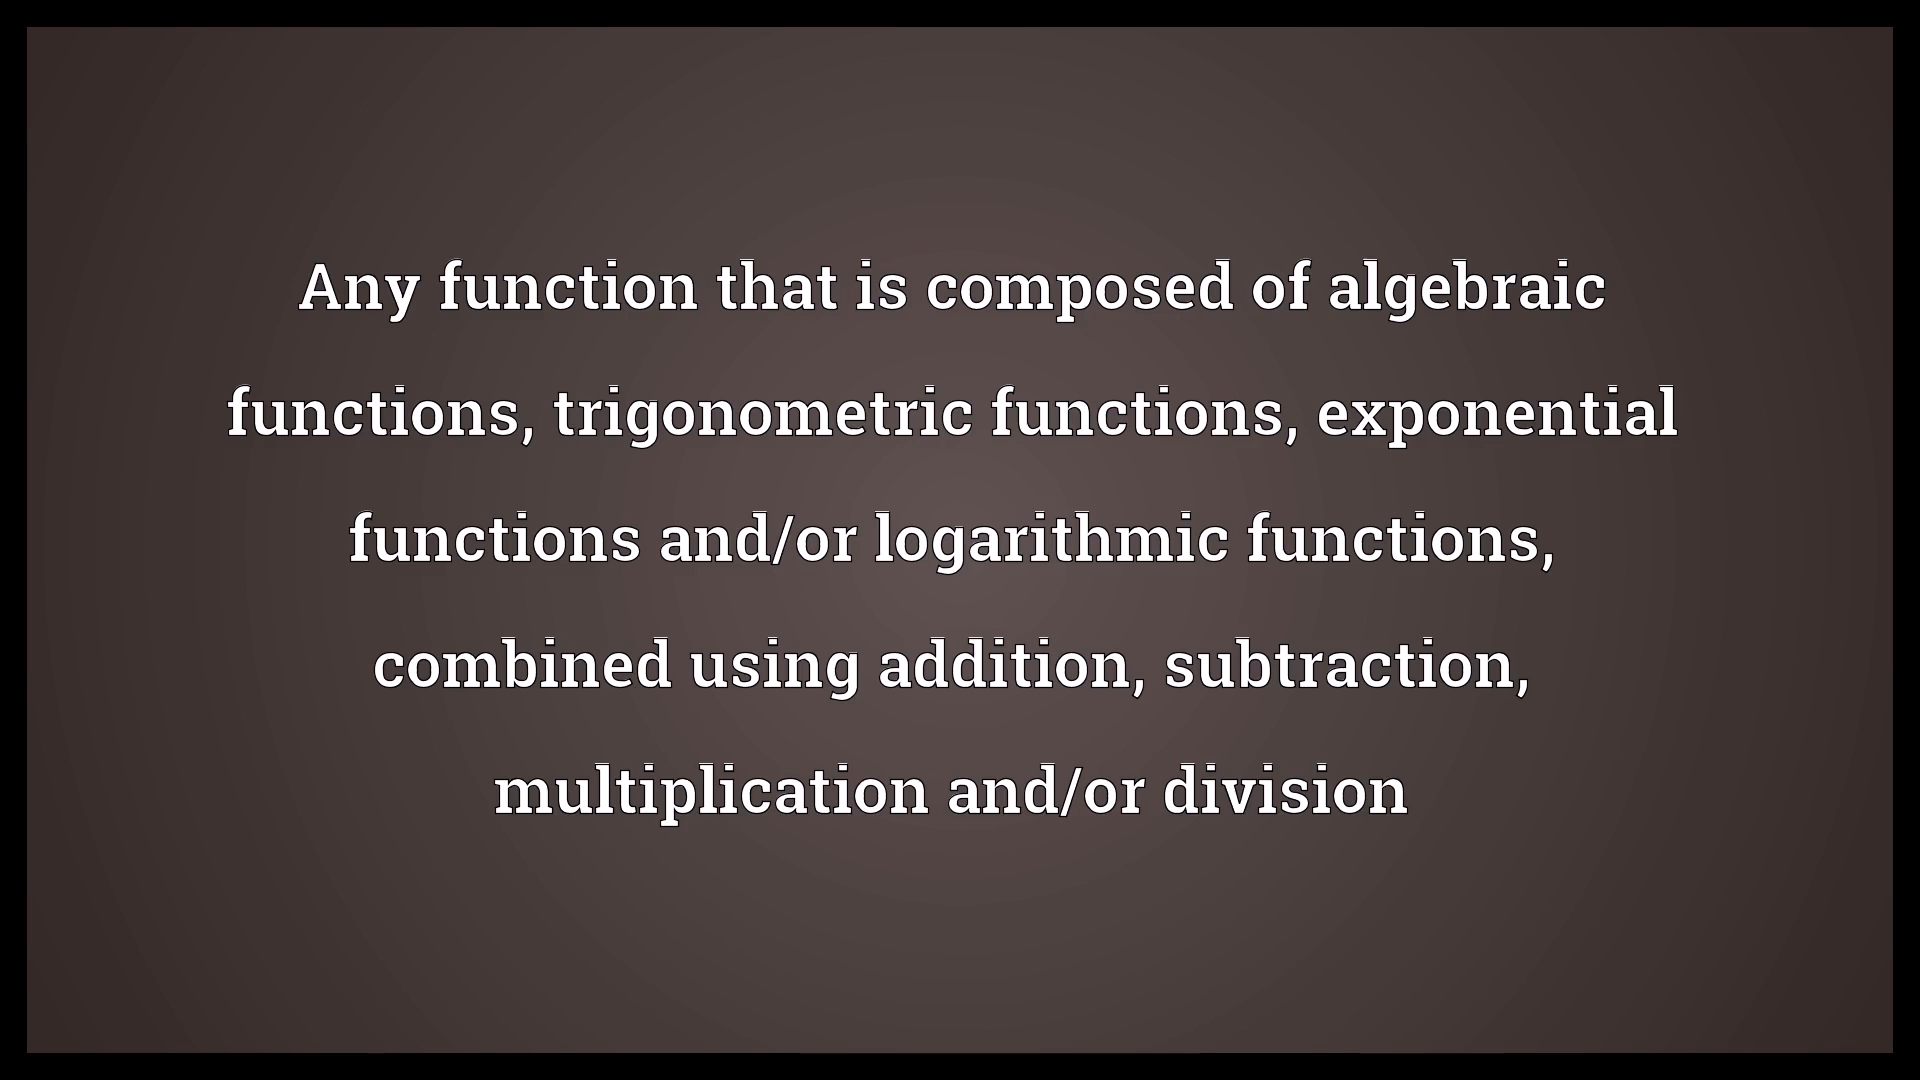 Any function that is composed of algebraic
functions, trigonometric functions, exponential
functions and/or logarithmic functions,
combined using addition, subtraction,
multiplication and/or division